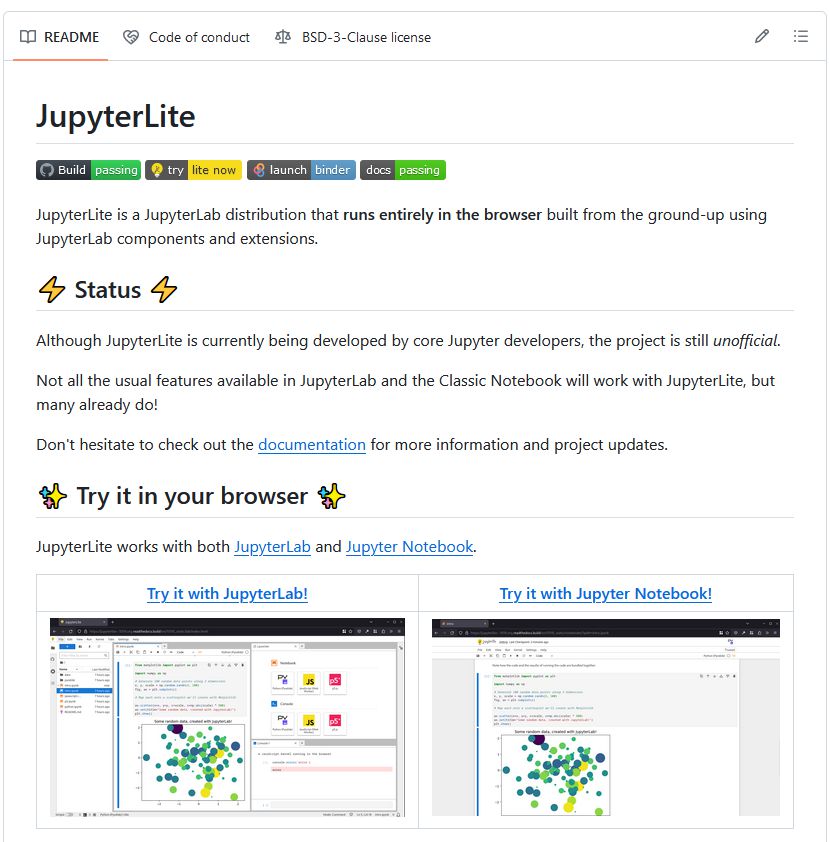 README Code of conduct BSD-3-Clause license
JupyterLite
Build passing try lite now launch binder docs passing
JupyterLite is a JupyterLab distribution that runs entirely in the browser built from the ground-up using
JupyterLab components and extensions.
⚡ Status ⚡
Although JupyterLite is currently being developed by core Jupyter developers, the project is still unofficial.
Not all the usual features available in JupyterLab and the Classic Notebook will work with JupyterLite, but
many already do!
Don't hesitate to check out the documentation for more information and project updates.
✨ Try it in your browser ✨
JupyterLite works with both JupyterLab and Jupyter Notebook.
Try it with JupyterLab! Try it with Jupyter Notebook!
Notebook
Console
Some random data, created with JupyterLab!
Some random data, created with JupyterLab!